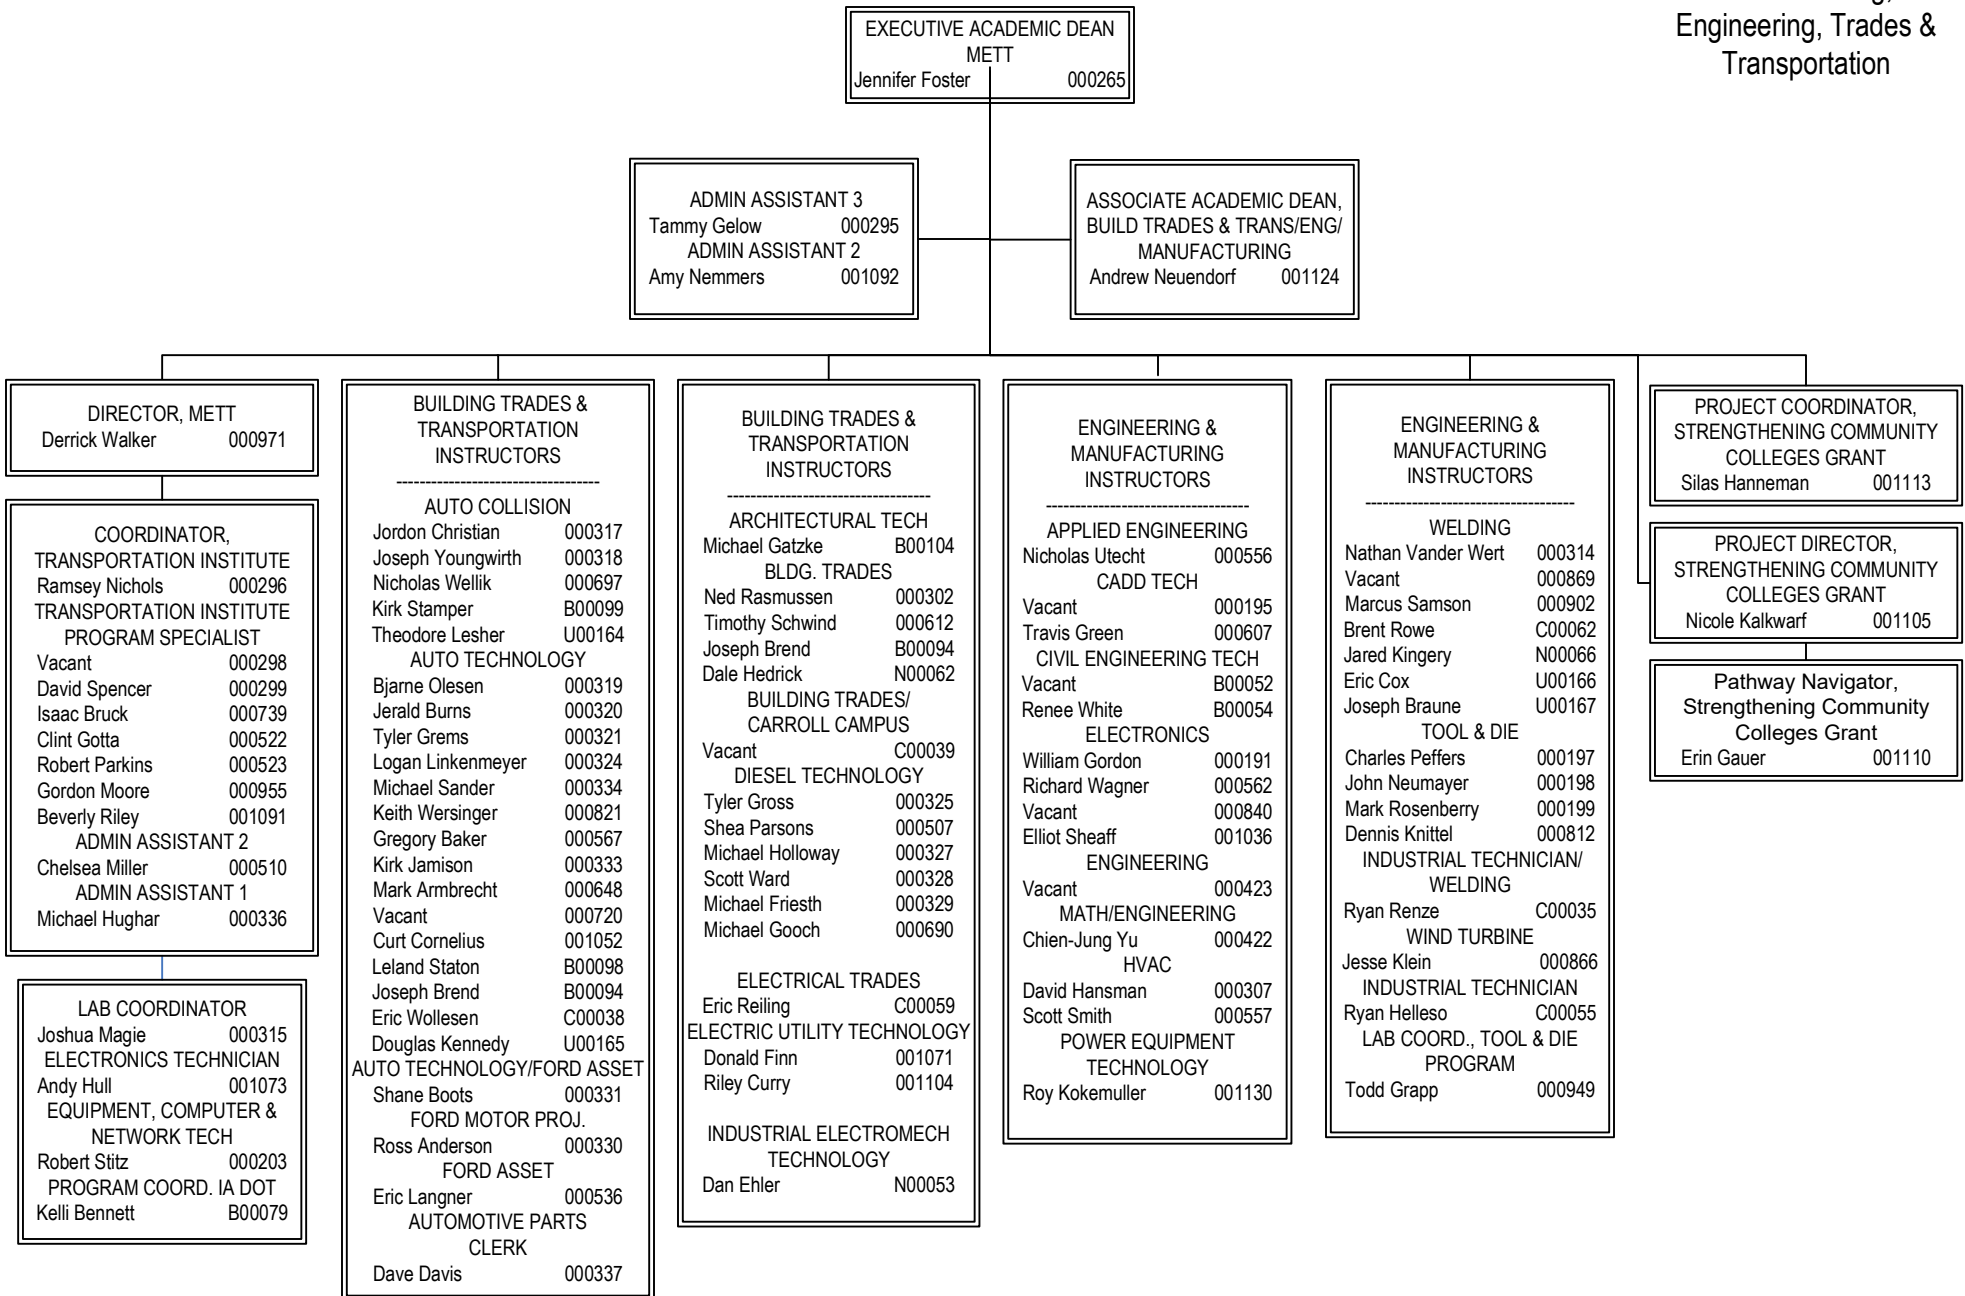 Engineering, Trades &
Transportation
EXECUTIVE ACADEMIC DEAN
METT
Jennifer Foster 000265
ADMIN ASSISTANT 3
Tammy Gelow 000295
ADMIN ASSISTANT 2
Amy Nemmers 001092
ASSOCIATE ACADEMIC DEAN,
BUILD TRADES & TRANS/ENG/
MANUFACTURING
Andrew Neuendorf 001124
DIRECTOR, METT
Derrick Walker 000971
COORDINATOR,
TRANSPORTATION INSTITUTE
Ramsey Nichols 000296
TRANSPORTATION INSTITUTE
PROGRAM SPECIALIST
Vacant 000298
David Spencer 000299
Isaac Bruck 000739
Clint Gotta 000522
Robert Parkins 000523
Gordon Moore 000955
Beverly Riley 001091
ADMIN ASSISTANT 2
Chelsea Miller 000510
ADMIN ASSISTANT 1
Michael Hughar 000336
LAB COORDINATOR
Joshua Magie 000315
ELECTRONICS TECHNICIAN
Andy Hull 001073
EQUIPMENT, COMPUTER &
NETWORK TECH
Robert Stitz 000203
PROGRAM COORD. IA DOT
Kelli Bennett B00079
BUILDING TRADES &
TRANSPORTATION
INSTRUCTORS
-----------------------------------
AUTO COLLISION
Jordon Christian 000317
Joseph Youngwirth 000318
Nicholas Wellik 000697
Kirk Stamper B00099
Theodore Lesher U00164
AUTO TECHNOLOGY
Bjarne Olesen 000319
Jerald Burns 000320
Tyler Grems 000321
Logan Linkenmeyer 000324
Michael Sander 000334
Keith Wersinger 000821
Gregory Baker 000567
Kirk Jamison 000333
Mark Armbrecht 000648
Vacant 000720
Curt Cornelius 001052
Leland Staton B00098
Joseph Brend B00094
Eric Wollesen C00038
Douglas Kennedy U00165
AUTO TECHNOLOGY/FORD ASSET
Shane Boots 000331
FORD MOTOR PROJ.
Ross Anderson 000330
FORD ASSET
Eric Langner 000536
AUTOMOTIVE PARTS
CLERK
Dave Davis 000337
BUILDING TRADES &
TRANSPORTATION
INSTRUCTORS
-----------------------------------
ARCHITECTURAL TECH
Michael Gatzke B00104
BLDG. TRADES
Ned Rasmussen 000302
Timothy Schwind 000612
Joseph Brend B00094
Dale Hedrick N00062
BUILDING TRADES/
CARROLL CAMPUS
Vacant C00039
DIESEL TECHNOLOGY
Tyler Gross 000325
Shea Parsons 000507
Michael Holloway 000327
Scott Ward 000328
Michael Friesth 000329
Michael Gooch 000690
ELECTRICAL TRADES
Eric Reiling C00059
ELECTRIC UTILITY TECHNOLOGY
Donald Finn 001071
Riley Curry 001104
INDUSTRIAL ELECTROMECH
TECHNOLOGY
Dan Ehler N00053
ENGINEERING &
MANUFACTURING
INSTRUCTORS
-----------------------------------
APPLIED ENGINEERING
Nicholas Utecht 000556
CADD TECH
Vacant 000195
Travis Green 000607
CIVIL ENGINEERING TECH
Vacant B00052
Renee White B00054
ELECTRONICS
William Gordon 000191
Richard Wagner 000562
Vacant 000840
Elliot Sheaff 001036
ENGINEERING
Vacant 000423
MATH/ENGINEERING
Chien-Jung Yu 000422
HVAC
David Hansman 000307
Scott Smith 000557
POWER EQUIPMENT
TECHNOLOGY
Roy Kokemuller 001130
ENGINEERING &
MANUFACTURING
INSTRUCTORS
------------------------------------
WELDING
Nathan Vander Wert 000314
Vacant 000869
Marcus Samson 000902
Brent Rowe C00062
Jared Kingery N00066
Eric Cox U00166
Joseph Braune U00167
TOOL & DIE
Charles Peffers 000197
John Neumayer 000198
Mark Rosenberry 000199
Dennis Knittel 000812
INDUSTRIAL TECHNICIAN/
WELDING
Ryan Renze C00035
WIND TURBINE
Jesse Klein 000866
INDUSTRIAL TECHNICIAN
Ryan Helleso C00055
LAB COORD., TOOL & DIE
PROGRAM
Todd Grapp 000949
PROJECT COORDINATOR,
STRENGTHENING COMMUNITY
COLLEGES GRANT
Silas Hanneman 001113
PROJECT DIRECTOR,
STRENGTHENING COMMUNITY
COLLEGES GRANT
Nicole Kalkwarf 001105
Pathway Navigator,
Strengthening Community
Colleges Grant
Erin Gauer 001110